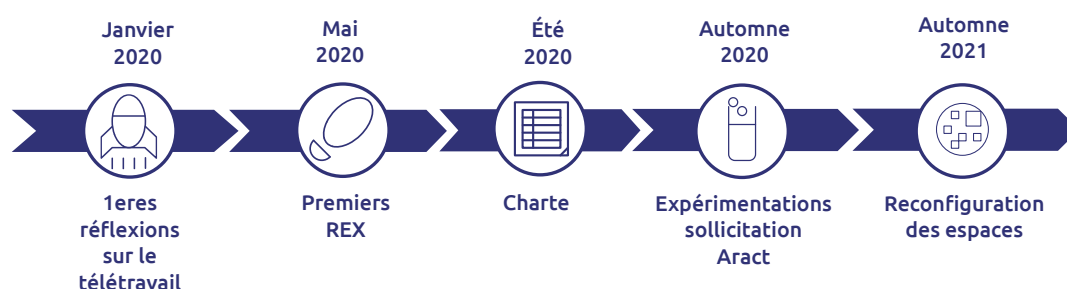 Janvier
2020
Mai
2020
Été
2020
Automne
2020
Automne
2021
1eres
réflexions
sur le
télétravail
Premiers
REX
Charte
Expérimentations
sollicitation
Aract
Reconfiguration
des espaces